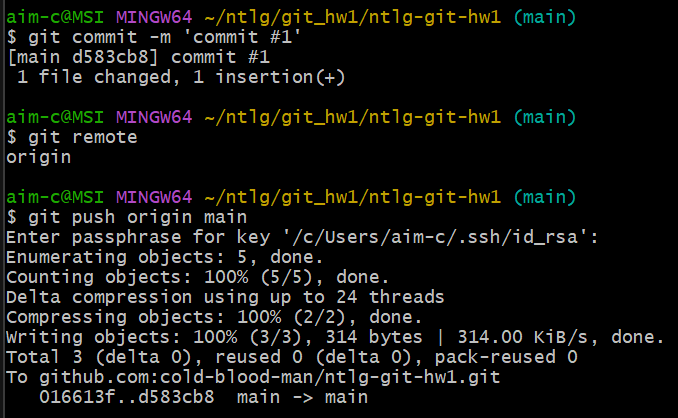 aim-c@MSI MINGW64 ~/ntlg/git_hw1/ntlg-git-hw1 (main)
$ git commit -m 'commit #1'
[main d583cb8] commit #1
 1 file changed, 1 insertion(+)

aim-c@MSI MINGW64 ~/ntlg/git_hw1/ntlg-git-hw1 (main)
$ git remote
origin

aim-c@MSI MINGW64 ~/ntlg/git_hw1/ntlg-git-hw1 (main)
$ git push origin main
Enter passphrase for key '/c/Users/aim-c/.ssh/id_rsa':
Enumerating objects: 5, done.
Counting objects: 100% (5/5), done.
Delta compression using up to 24 threads
Compressing objects: 100% (2/2), done.
Writing objects: 100% (3/3), 314 bytes | 314.00 KiB/s, done.
Total 3 (delta 0), reused 0 (delta 0), pack-reused 0
To github.com:cold-blood-man/ntlg-git-hw1.git
   016613f..d583cb8  main -> main